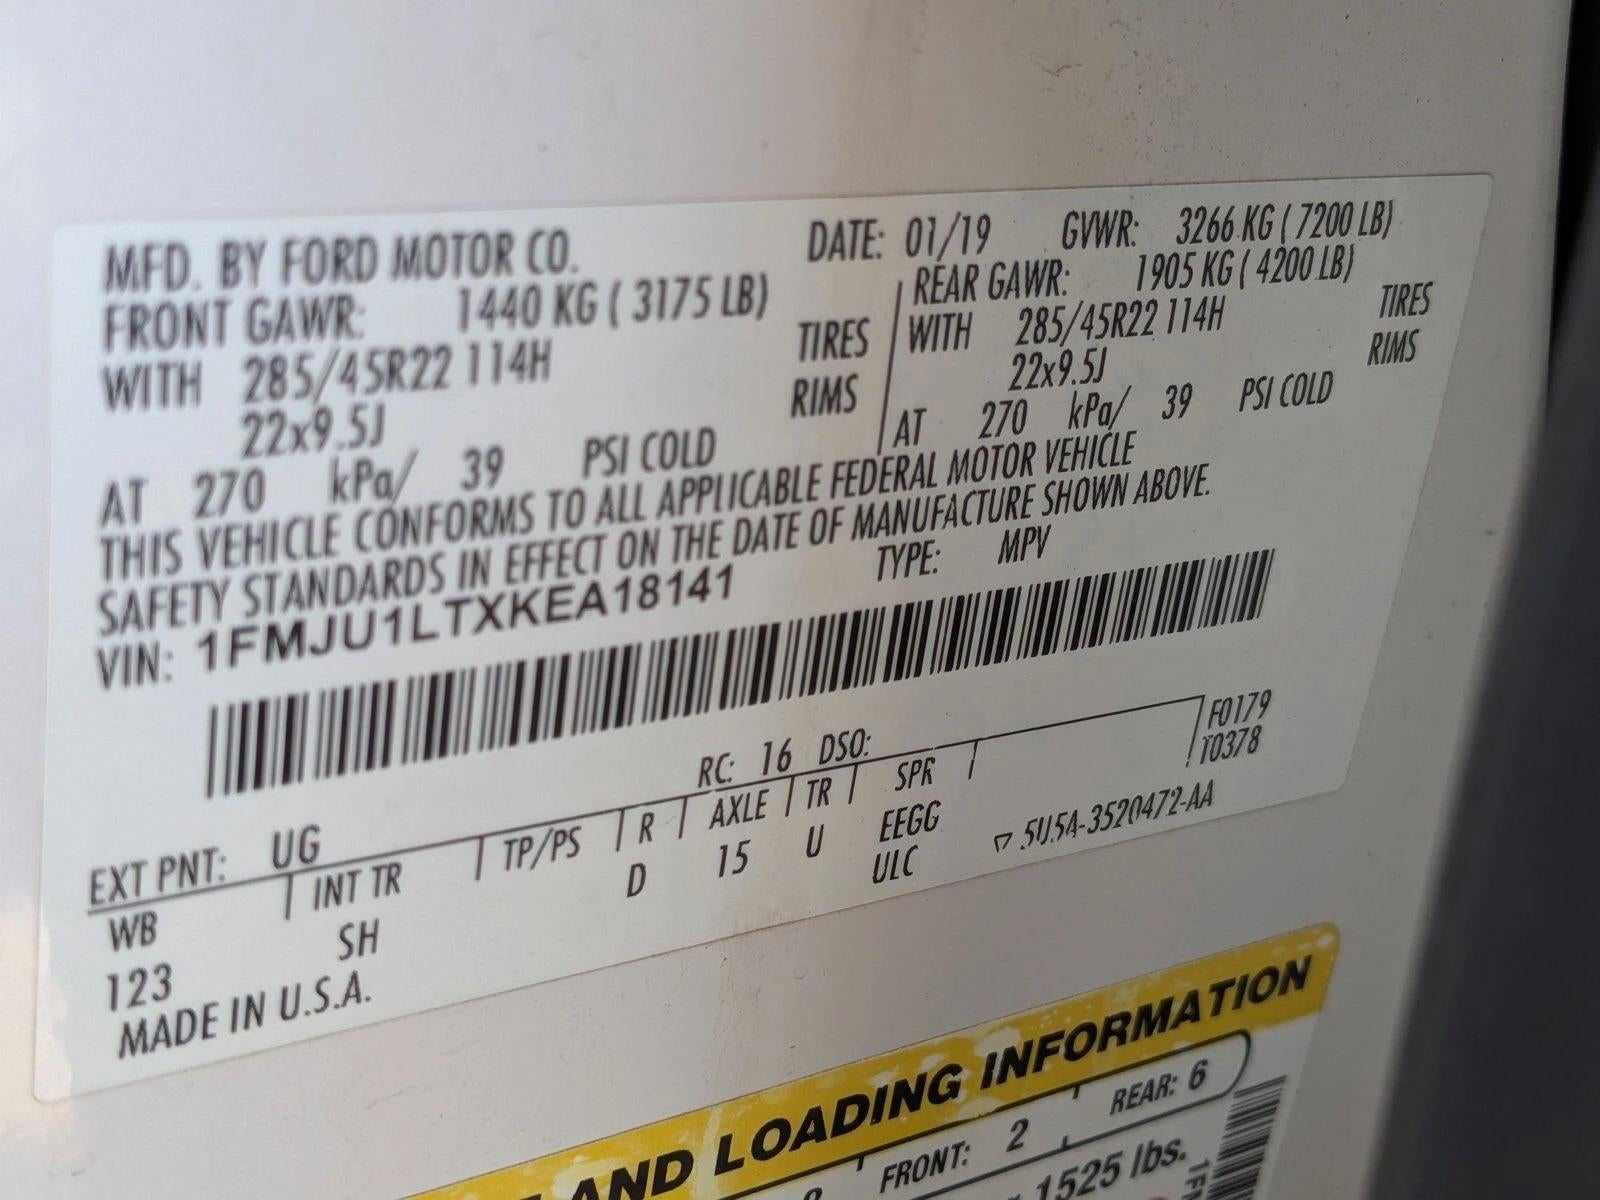 MFD. BY FORD MOTOR CO. DATE: 01/19 GVWR: 3266 KG ( 7200 LB)
FRONT GAWR: 1440 KG ( 3175 LB) REAR GAWR: 1905 KG ( 4200 LB)
WITH 285/45R22 114H TIRES WITH 285/45R22 114H TIRES
22x9.5J RIMS 22x9.5J RIMS
AT 270 kPa/ 39 PSI COLD AT 270 kPa/ 39 PSI COLD
THIS VEHICLE CONFORMS TO ALL APPLICABLE FEDERAL MOTOR VEHICLE
SAFETY STANDARDS IN EFFECT ON THE DATE OF MANUFACTURE SHOWN ABOVE.
VIN: 1FMJU1LTXKEA18141 TYPE: MPV
F0179
T0378
EXT PNT: UG RC: 16 DSO:
WB INT TR TP/PS R AXLE TR SPR
123 SH D 15 U EEGG
ULC
5U5A-3520472-AA
MADE IN U.S.A.
AND LOADING INFORMATION
FRONT: 2 REAR: 6
1525 lbs.